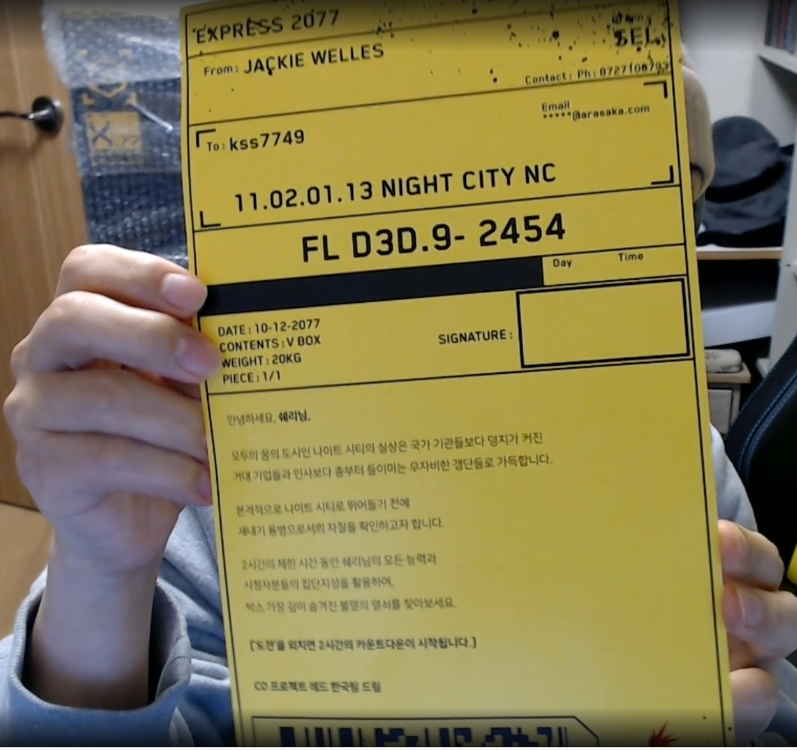 EXPRESS 2077
SEL
From: JACKIE WELLES
Contact: Ph:
Email
*****@arasaka.com
To: kss7749
11.02.01.13 NIGHT CITY NC
FL D3D.9- 2454
Day Time
DATE : 10-12-2077
CONTENTS : V BOX
WEIGHT : 20KG
PIECE : 1/1
SIGNATURE :
안녕하세요, 쉐리님,
모두의 꿈의 도시인 나이트 시티의 실상은 국가 기관들보다 덩치가 커진
거대 기업들과 인사보다 총부터 들이미는 무자비한 갱단들로 가득합니다.
본격적으로 나이트 시티로 뛰어들기 전에
새내기 용병으로서의 자질을 확인하고자 합니다.
2시간의 제한 시간 동안 쉐리님의 모든 능력과
시청자분들의 집단지성을 활용하여,
박스 가장 깊이 숨겨진 불멸의 열쇠를 찾아보세요.
['도전'을 외치면 2시간의 카운트다운이 시작됩니다.]
CD 프로젝트 레드 한국팀 드림